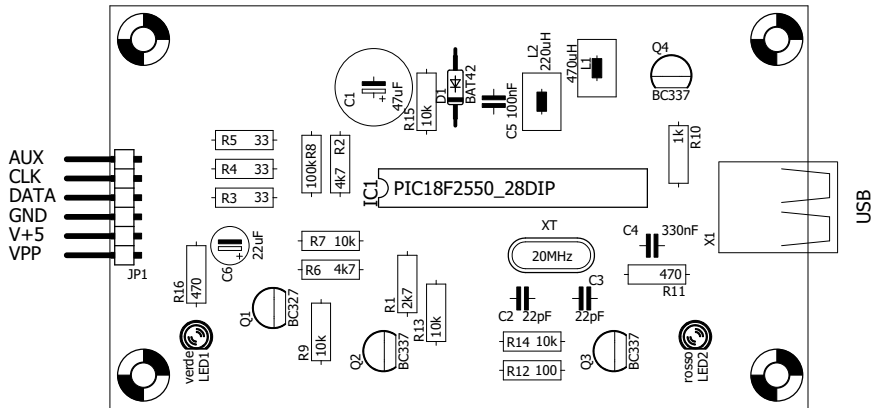 Q4
BC337
L2
220uH
470uH
L1
C1
47uF
+
R15
10k
D1
BAT42
C5
100nF
1k
R10
R5 33
R4 33
R3 33
100k
R8
4k7
R2
IC1
PIC18F2550_28DIP
AUX
CLK
DATA
GND
V+5
VPP
JP1
USB
X1
C6
22uF
+
R7 10k
R6 4k7
XT
20MHz
C4
330nF
470
R11
R16
470
R1
2k7
R13
10k
C2
22pF
C3
22pF
Q1
BC327
R9
10k
Q2
BC337
R14 10k
R12 100
Q3
BC337
verde
LED1
rosso
LED2